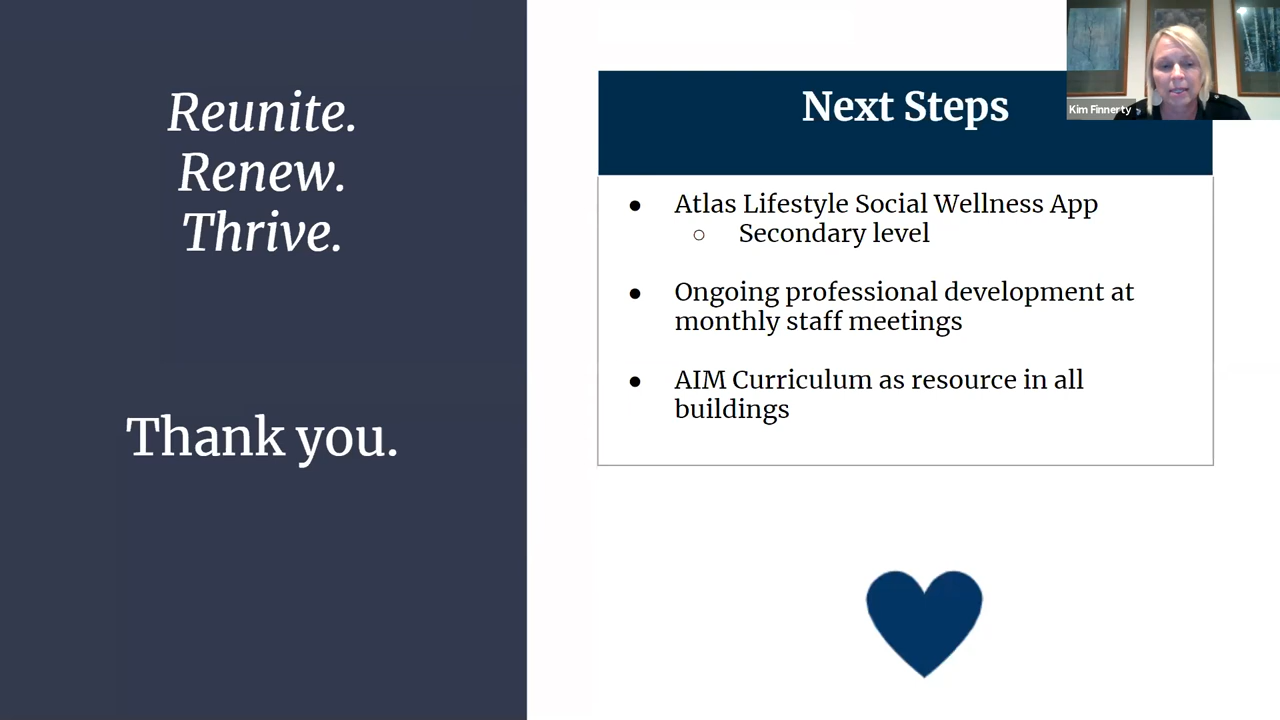 Reunite.
Renew.
Thrive.
Thank you.
Next Steps
● Atlas Lifestyle Social Wellness App
○ Secondary level
● Ongoing professional development at
monthly staff meetings
● AIM Curriculum as resource in all
buildings
Kim Finnerty